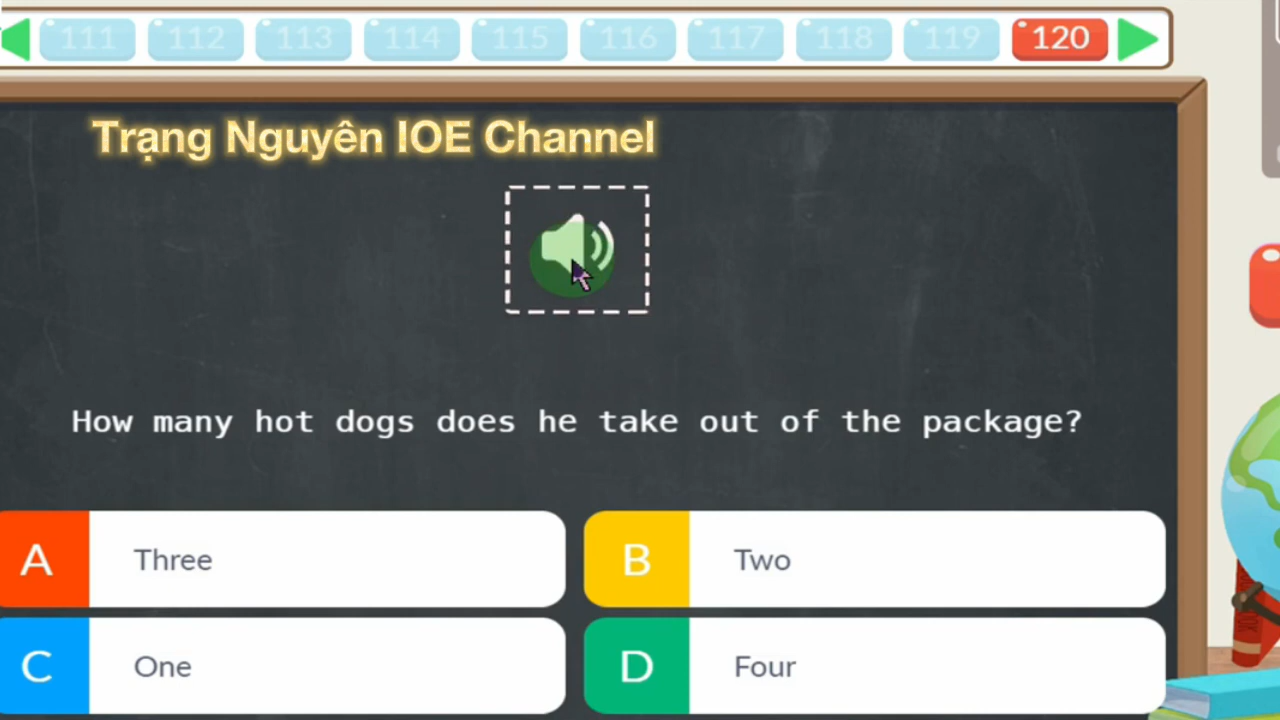 111 112 113 114 115 116 117 118 119 120
Trạng Nguyên IOE Channel
How many hot dogs does he take out of the package?
A Three
B Two
C One
D Four